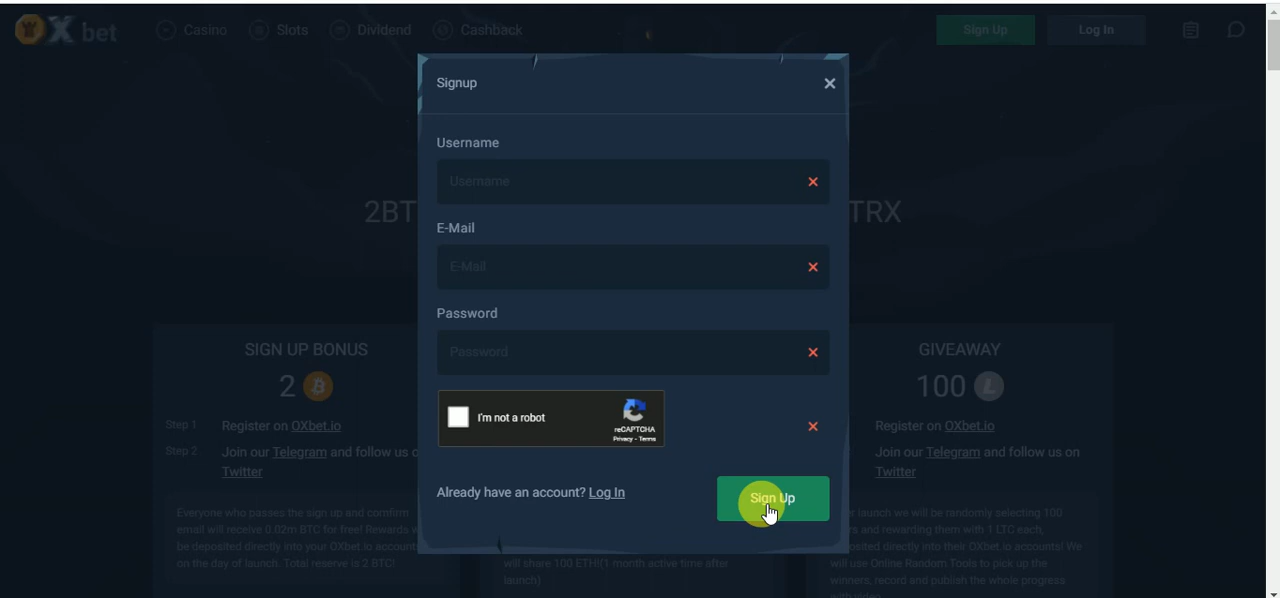 X bet
Casino
Slots
Dividend
Cashback
Sign Up
Log In
Signup
Username
Username
E-Mail
E-Mail
Password
Password
I'm not a robot
reCAPTCHA
Privacy - Terms
Already have an account? Log In
Sign Up
2BT
TRX
SIGN UP BONUS
2
Step 1 Register on OXbet.io
Step 2 Join our Telegram and follow us o
Twitter
Everyone who passes the sign up and comfirm
email will receive 0.02m BTC for free! Rewards w
be deposited directly into your OXbet.io account
on the day of launch. Total reserve is 2 BTC!
will share 100 ETH!(1 month active time after
launch)
GIVEAWAY
100
Register on OXbet.io
Join our Telegram and follow us on
Twitter
launch we will be randomly selecting 100
rs and rewarding them with 1 LTC each,
osited directly into their OXbet.io accounts! We
will use Online Random Tools to pick up the
winners, record and publish the whole progress
with video